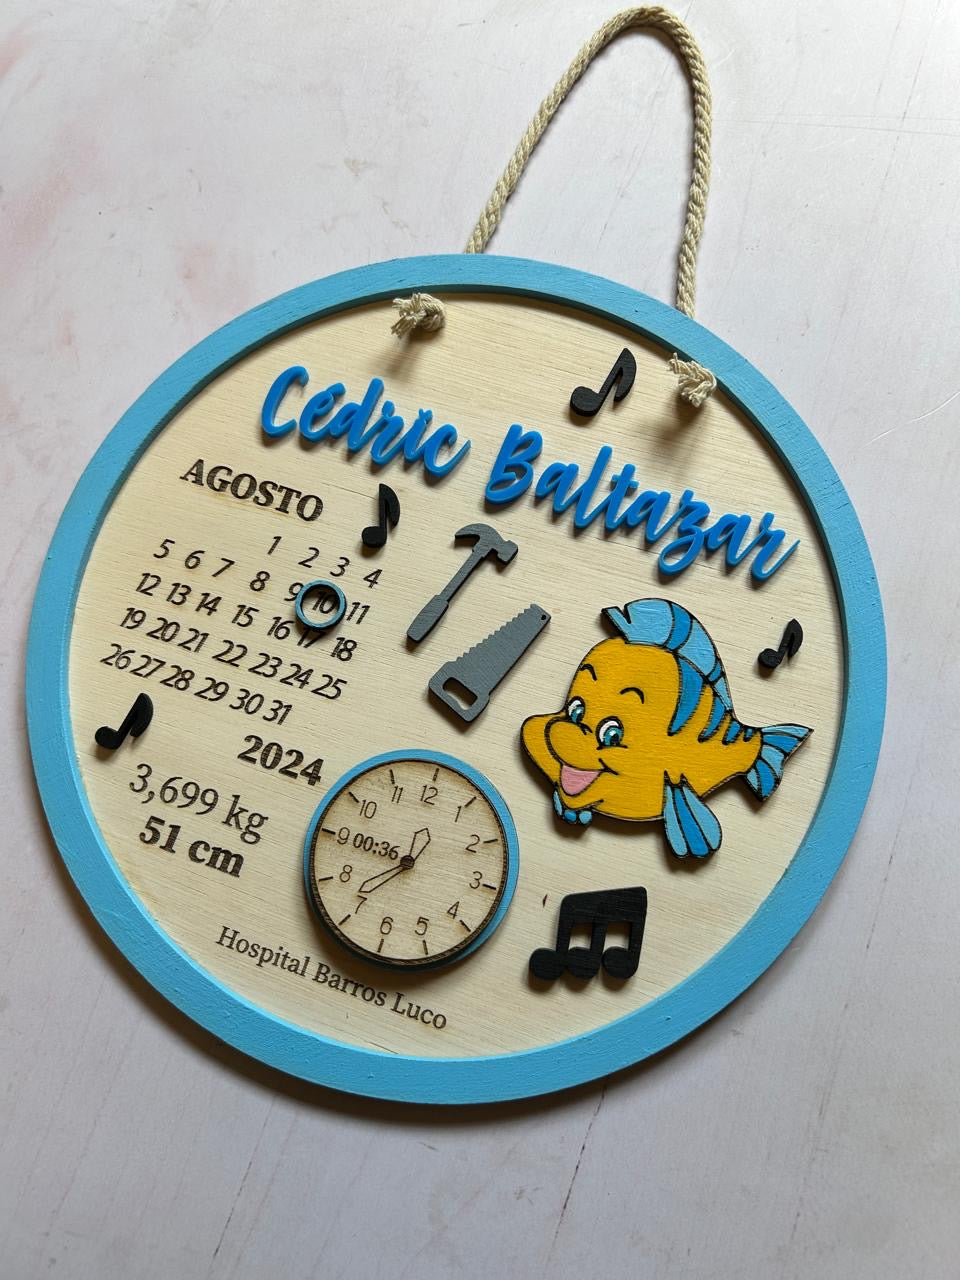 Cédric Baltazar
AGOSTO
1 2 3 4
5 6 7 8 9 10 11
12 13 14 15 16 17 18
19 20 21 22 23 24 25
26 27 28 29 30 31
2024
3,699 kg
51 cm
12 1 2 3 4 5 6 7 8 9 10 11
00:36
Hospital Barros Luco